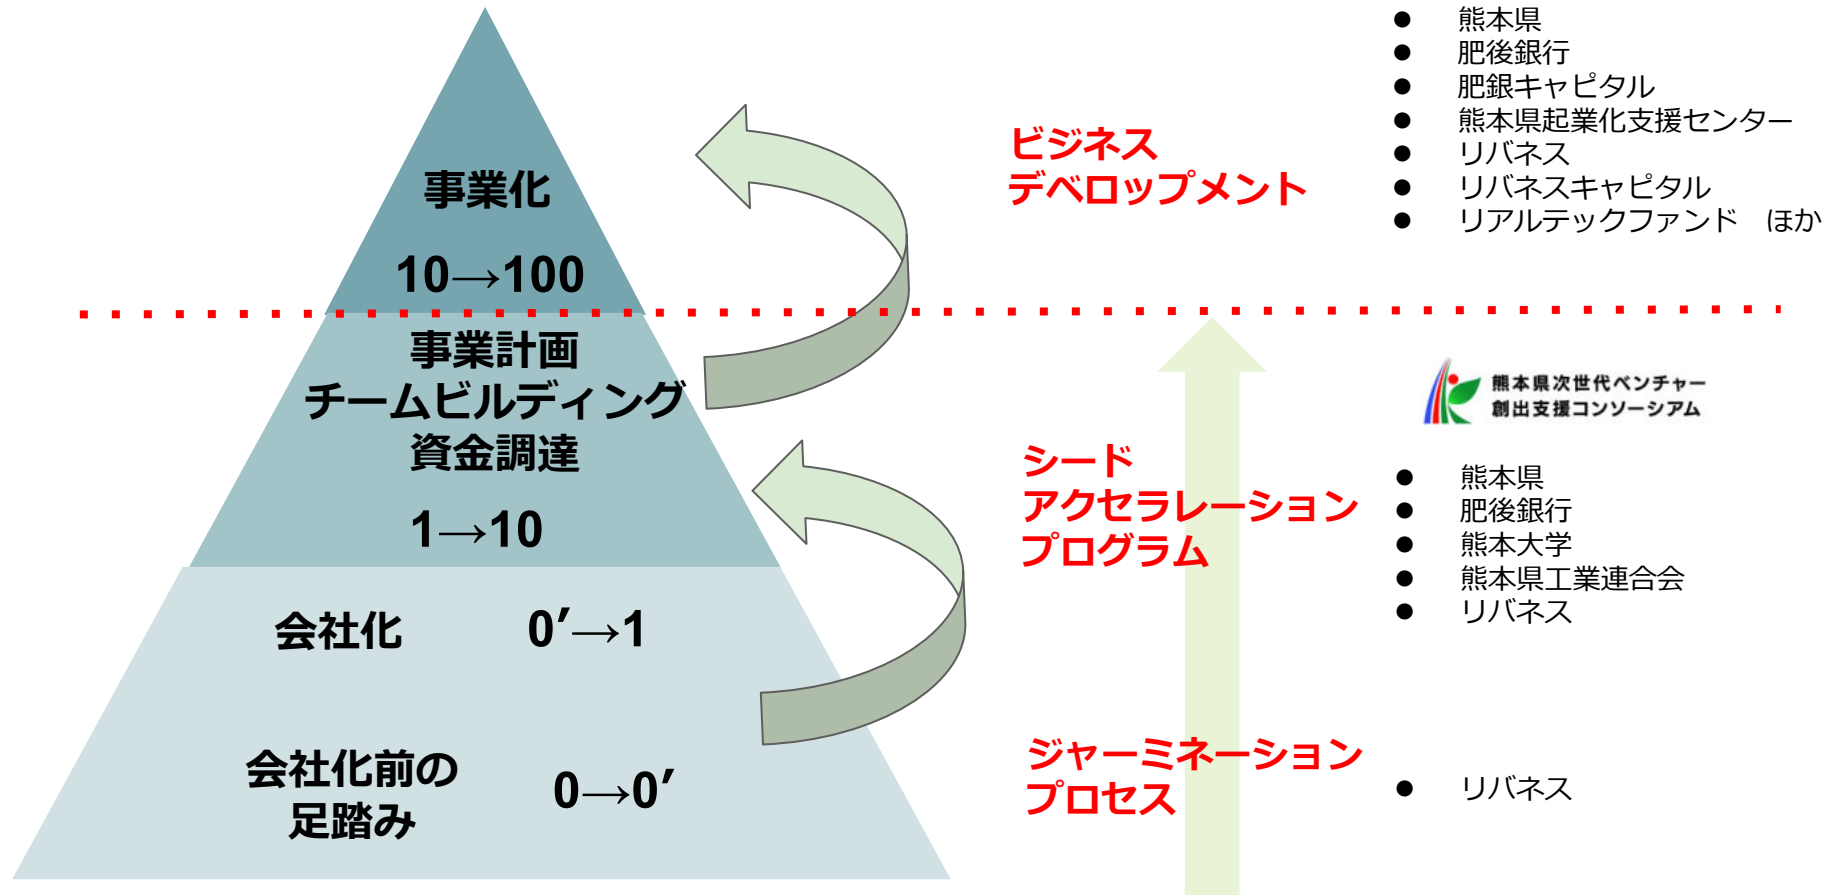 事業化
10→100
事業計画
チームビルディング
資金調達
1→10
会社化
0′→1
会社化前の
足踏み
0→0′
ビジネス
デベロップメント
シード
アクセラレーション
プログラム
ジャーミネーション
プロセス
● 熊本県
● 肥後銀行
● 肥銀キャピタル
● 熊本県起業化支援センター
● リバネス
● リバネスキャピタル
● リアルテックファンド　ほか
熊本県次世代ベンチャー
創出支援コンソーシアム
● 熊本県
● 肥後銀行
● 熊本大学
● 熊本県工業連合会
● リバネス
● リバネス